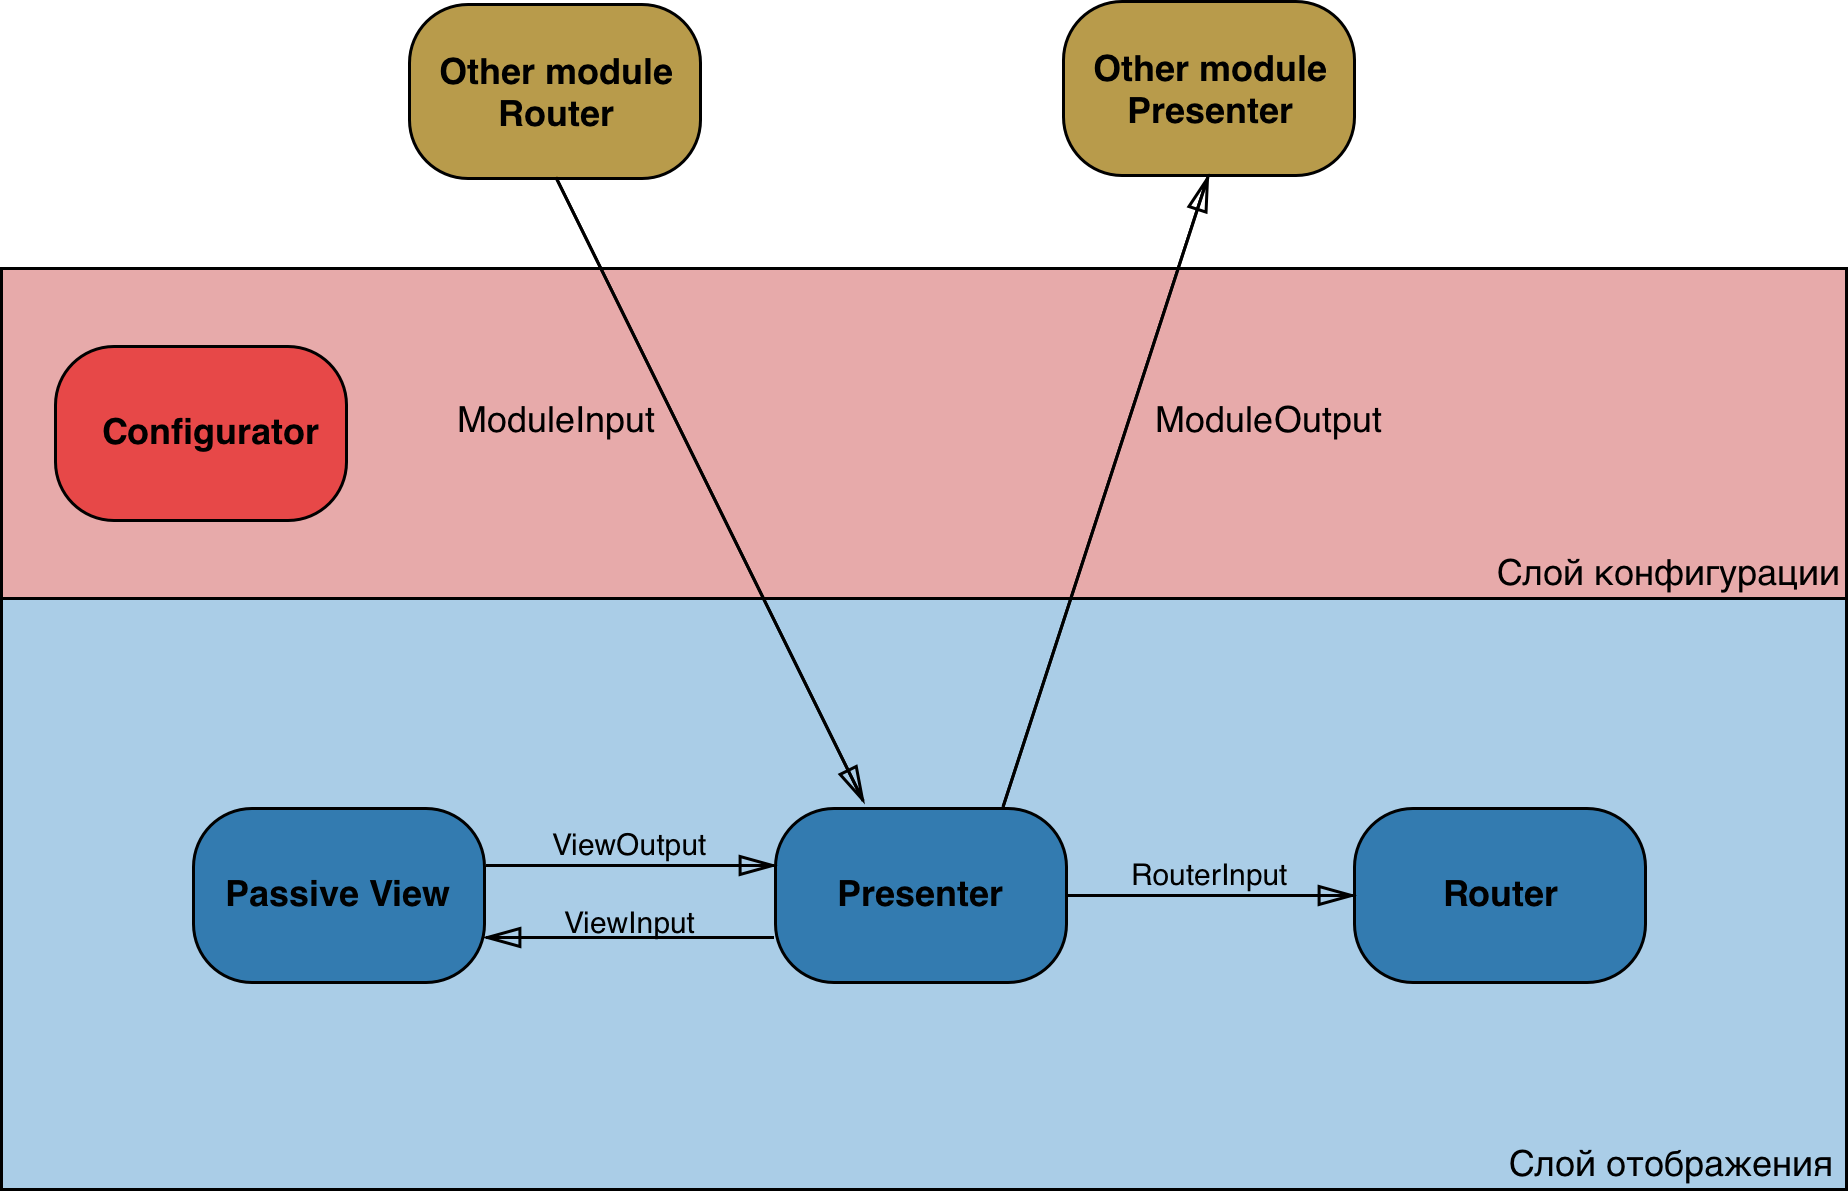 Other module
Router
Other module
Presenter
Configurator
ModuleInput
ModuleOutput
Слой конфигурации
ViewOutput
Passive View
ViewInput
Presenter
RouterInput
Router
Слой отображения